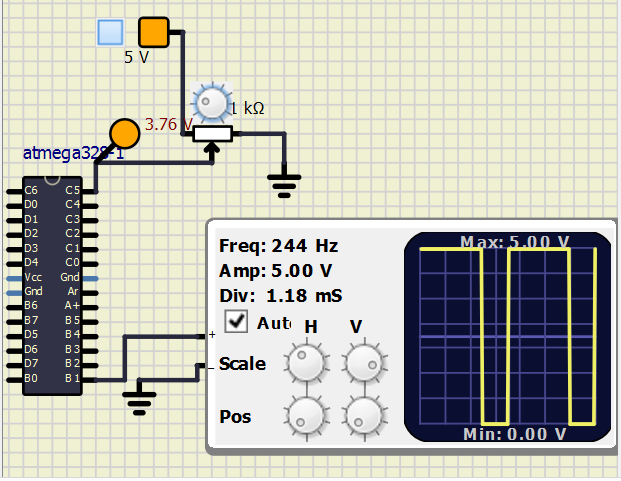 5 V
1 kΩ
3.76 V
atmega328-1
C6 C5
D0 C4
D1 C3
D2 C2
D3 C1
D4 C0
Vcc Gnd
Gnd Ar
B6 A+
B7 B5
D5 B4
D6 B3
D7 B2
B0 B1
Freq: 244 Hz
Amp: 5.00 V
Div: 1.18 mS
Auto H V
+
Scale
-
Pos
Max: 5.00 V
Min: 0.00 V